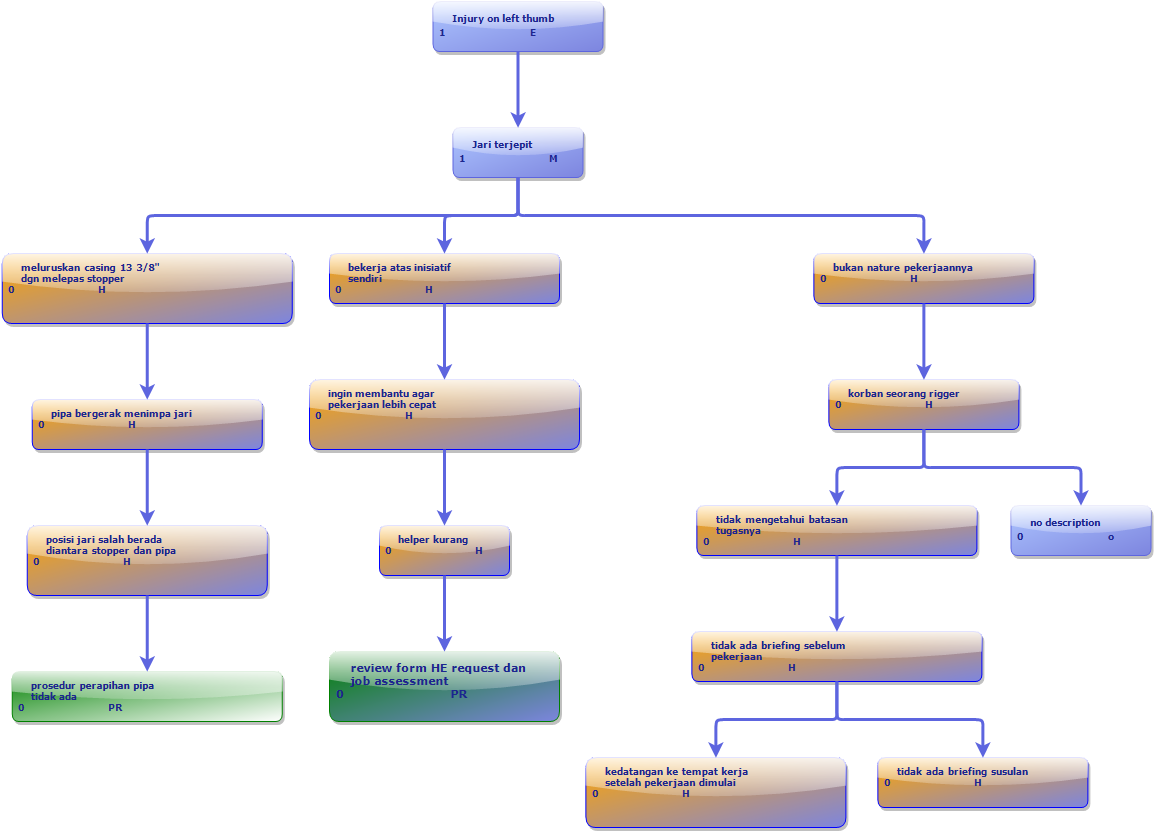 Injury on left thumb
1 E
Jari terjepit
1 M
meluruskan casing 13 3/8"
dgn melepas stopper
0 H
bekerja atas inisiatif
sendiri
0 H
bukan nature pekerjaannya
0 H
pipa bergerak menimpa jari
0 H
ingin membantu agar
pekerjaan lebih cepat
0 H
korban seorang rigger
0 H
posisi jari salah berada
diantara stopper dan pipa
0 H
helper kurang
0 H
tidak mengetahui batasan
tugasnya
0 H
no description
0 o
prosedur perapihan pipa
tidak ada
0 PR
review form HE request dan
job assessment
0 PR
tidak ada briefing sebelum
pekerjaan
0 H
kedatangan ke tempat kerja
setelah pekerjaan dimulai
0 H
tidak ada briefing susulan
0 H